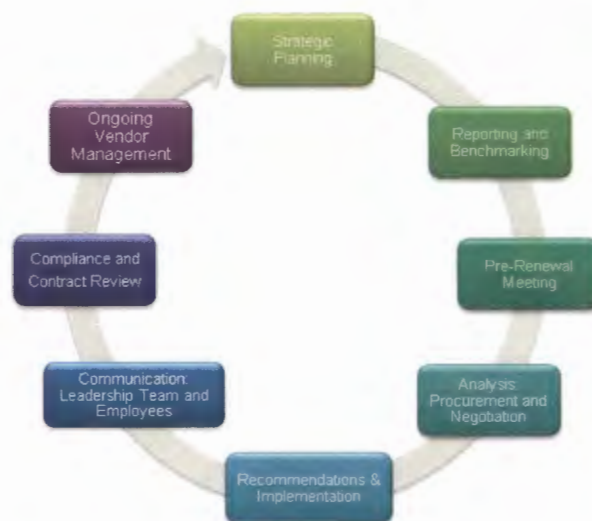 Strategic
Planning
Reporting and
Benchmarking
Pre-Renewal
Meeting
Analysis:
Procurement and
Negotiation
Recommendations &
Implementation
Communication:
Leadership Team and
Employees
Compliance and
Contract Review
Ongoing
Vendor
Management